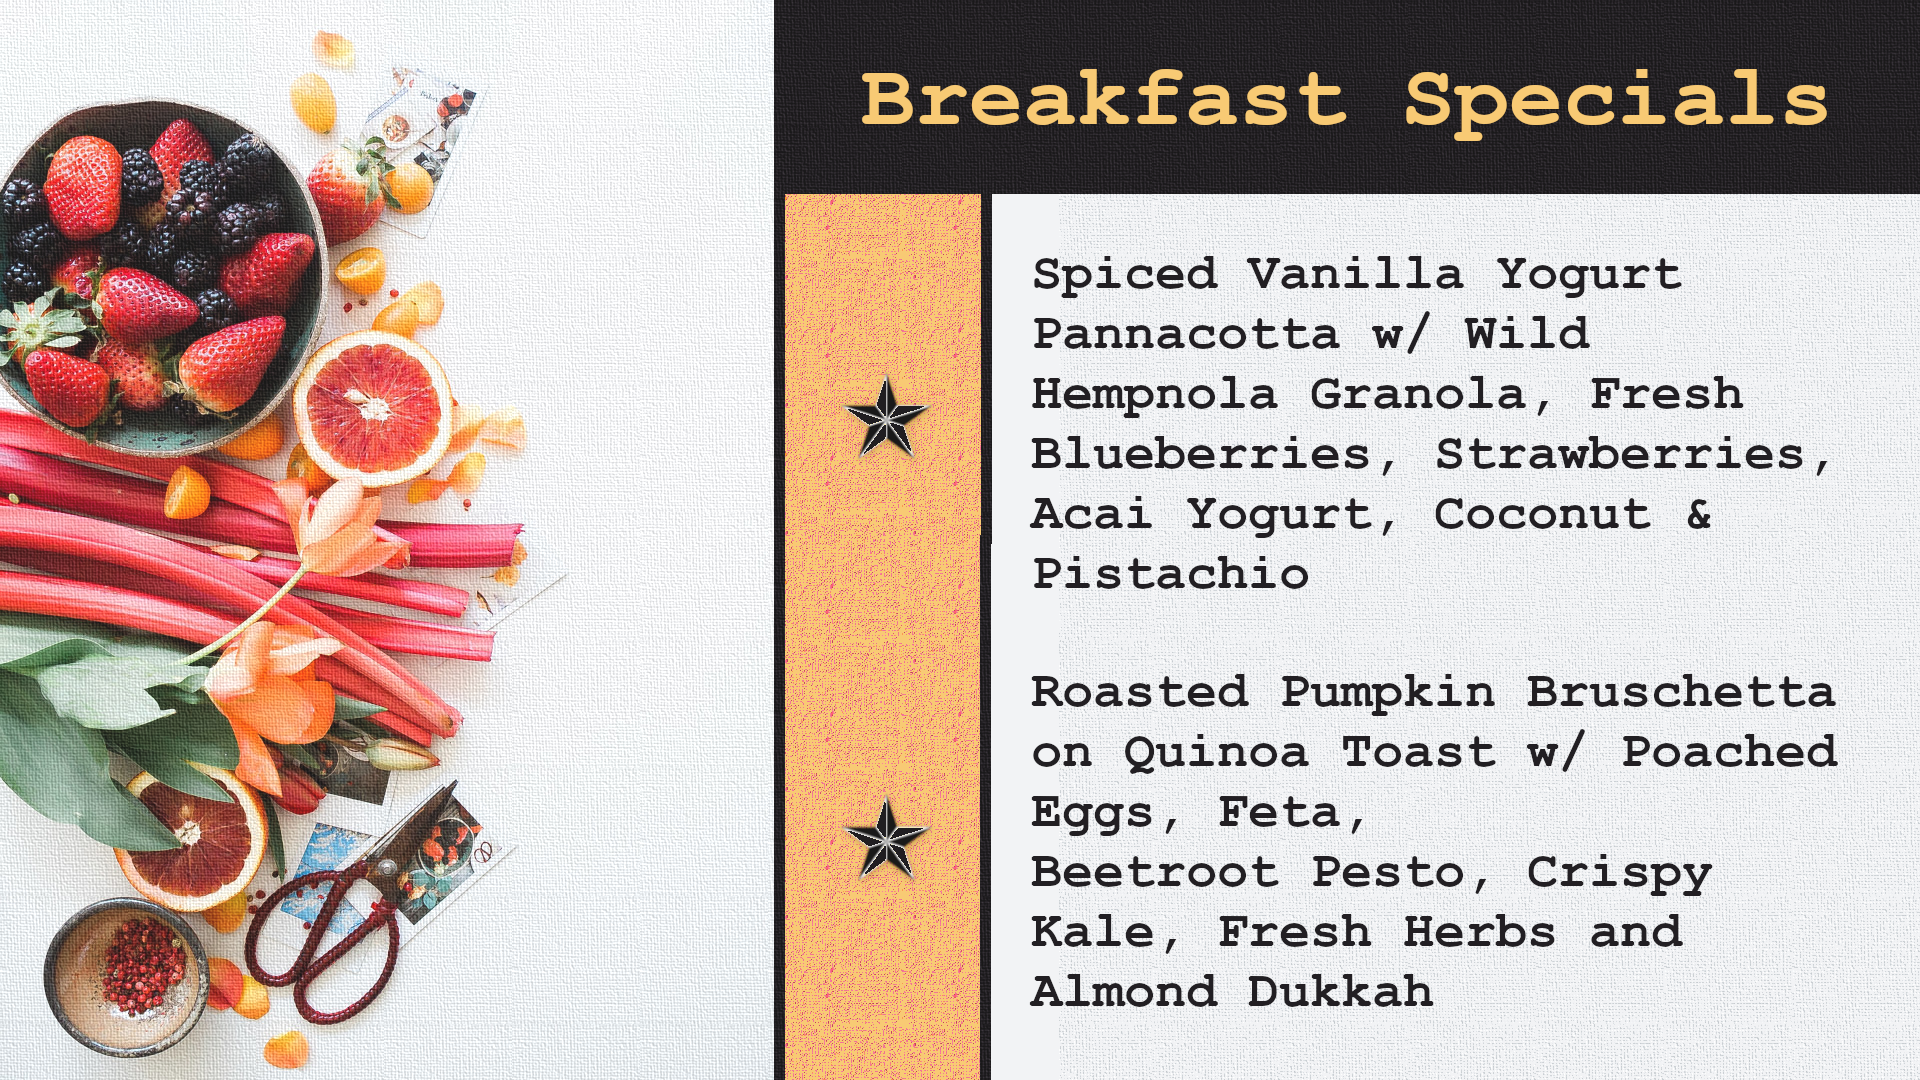 Breakfast Specials
Spiced Vanilla Yogurt
Pannacotta w/ Wild
Hempnola Granola, Fresh
Blueberries, Strawberries,
Acai Yogurt, Coconut &
Pistachio
Roasted Pumpkin Bruschetta
on Quinoa Toast w/ Poached
Eggs, Feta,
Beetroot Pesto, Crispy
Kale, Fresh Herbs and
Almond Dukkah